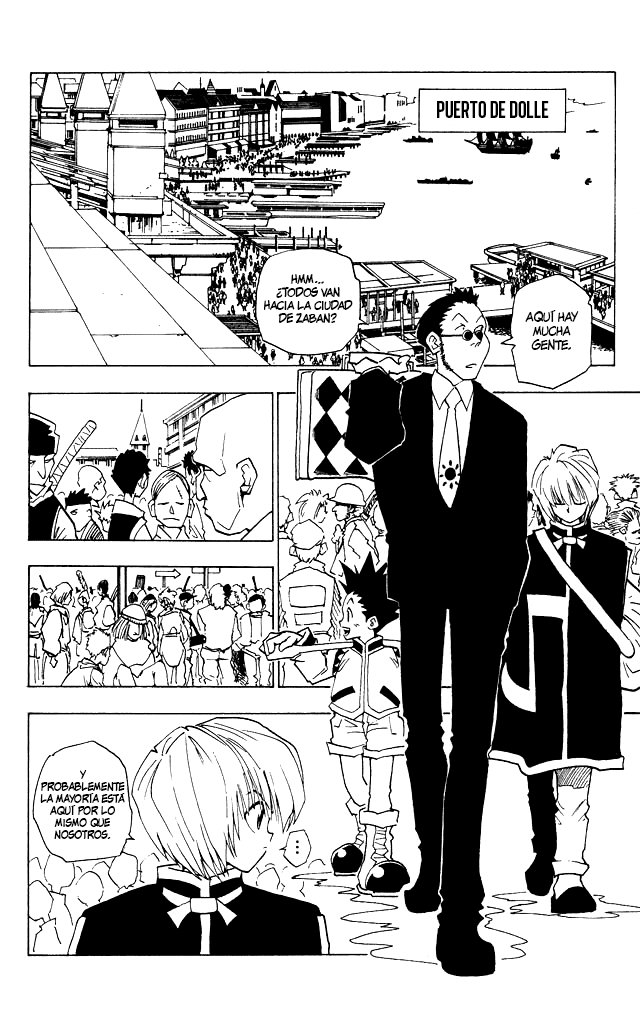 PUERTO DE DOLLE
HMM...
¿TODOS VAN
HACIA LA CIUDAD
DE ZABAN?
AQUÍ HAY
MUCHA
GENTE.
Y
PROBABLEMENTE
LA MAYORÍA ESTÁ
AQUÍ POR LO
MISMO QUE
NOSOTROS.
...